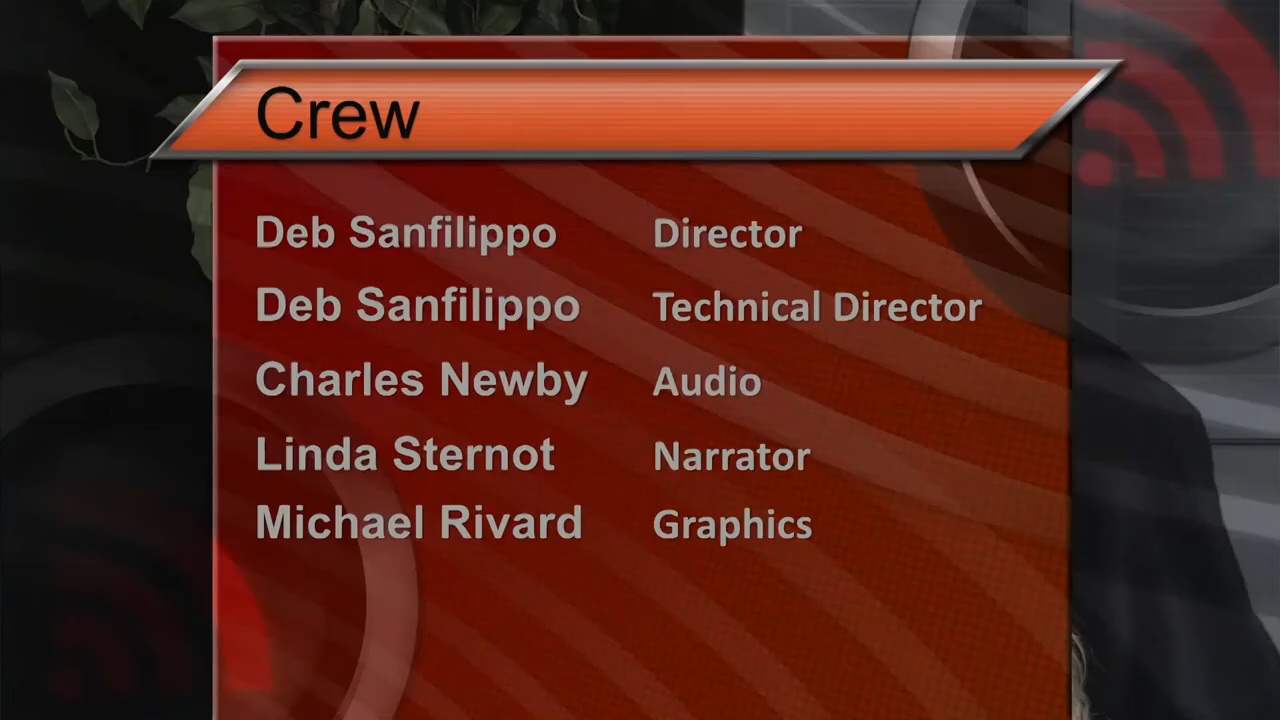 Crew
Deb Sanfilippo Director
Deb Sanfilippo Technical Director
Charles Newby Audio
Linda Sternot Narrator
Michael Rivard Graphics